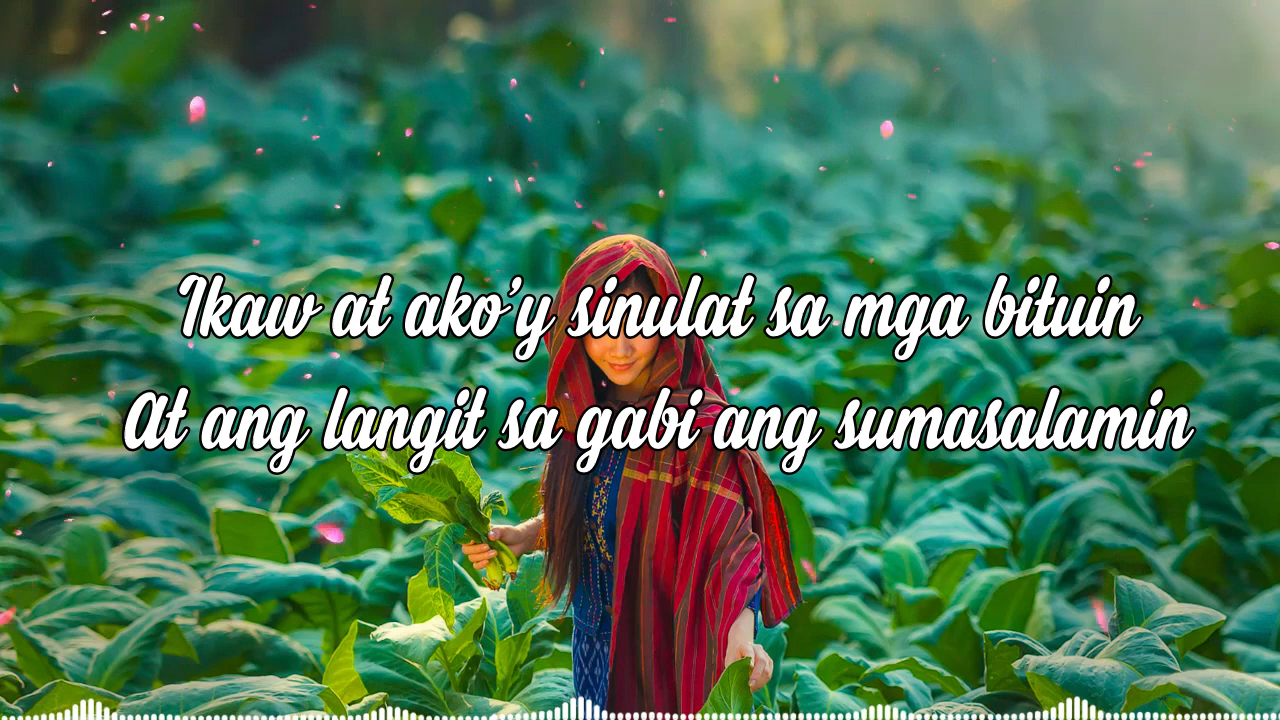 Ikaw at ako'y sinulat sa mga bituin
At ang langit sa gabi ang sumasalamin